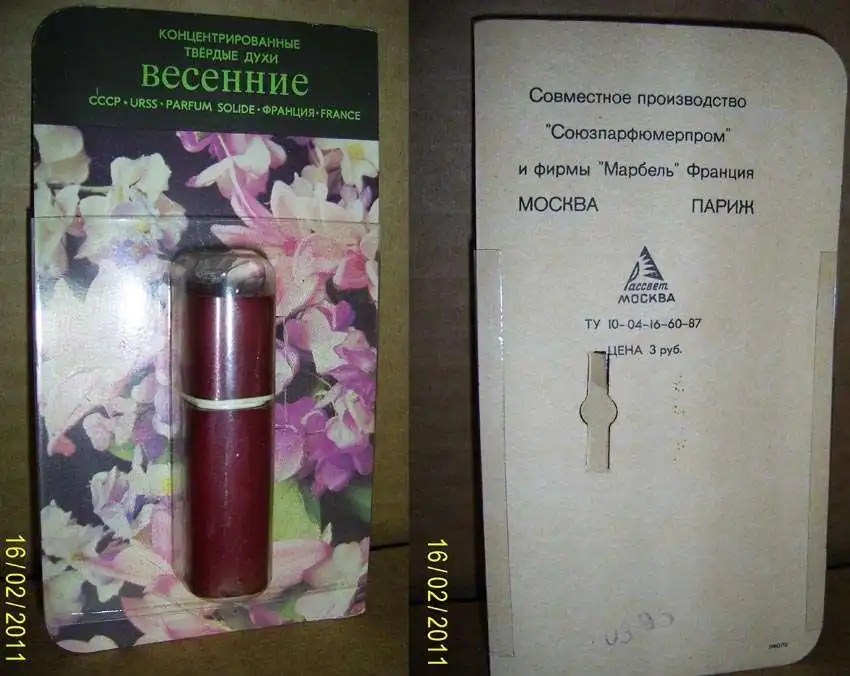 КОНЦЕНТРИРОВАННЫЕ
ТВЁРДЫЕ ДУХИ
весенние
СССР • URSS • PARFUM SOLIDE • ФРАНЦИЯ • FRANCE
16/02/2011
Совместное производство
"Союзпарфюмерпром"
и фирмы "Марбель" Франция
МОСКВА ПАРИЖ
Рассвет
МОСКВА
ТУ 10-04-16-60-87
ЦЕНА 3 руб.
16/02/2011